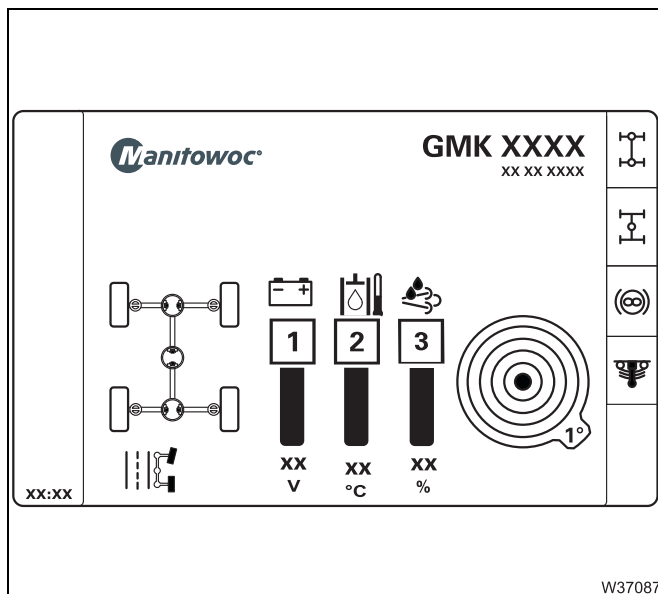 Manitowoc
GMK XXXX
XX XX XXXX
1 2 3
1°
XX XX XX
V °C %
XX:XX
W37087